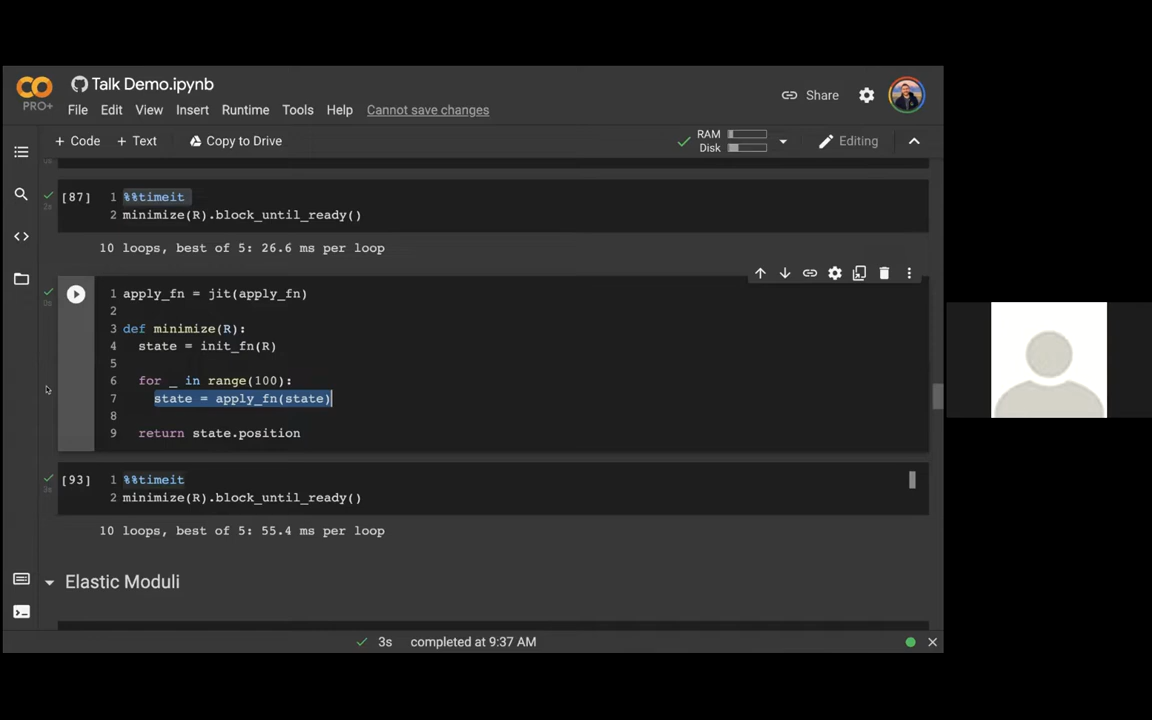 Talk Demo.ipynb
PRO+
File Edit View Insert Runtime Tools Help Cannot save changes
Share
+ Code + Text Copy to Drive
RAM
Disk
Editing
[87] 1 %%timeit
2s
2 minimize(R).block_until_ready()
10 loops, best of 5: 26.6 ms per loop
1 apply_fn = jit(apply_fn)
0s
2
3 def minimize(R):
4 state = init_fn(R)
5
6 for _ in range(100):
7 state = apply_fn(state)
8
9 return state.position
[93] 1 %%timeit
2 minimize(R).block_until_ready()
10 loops, best of 5: 55.4 ms per loop
Elastic Moduli
3s completed at 9:37 AM